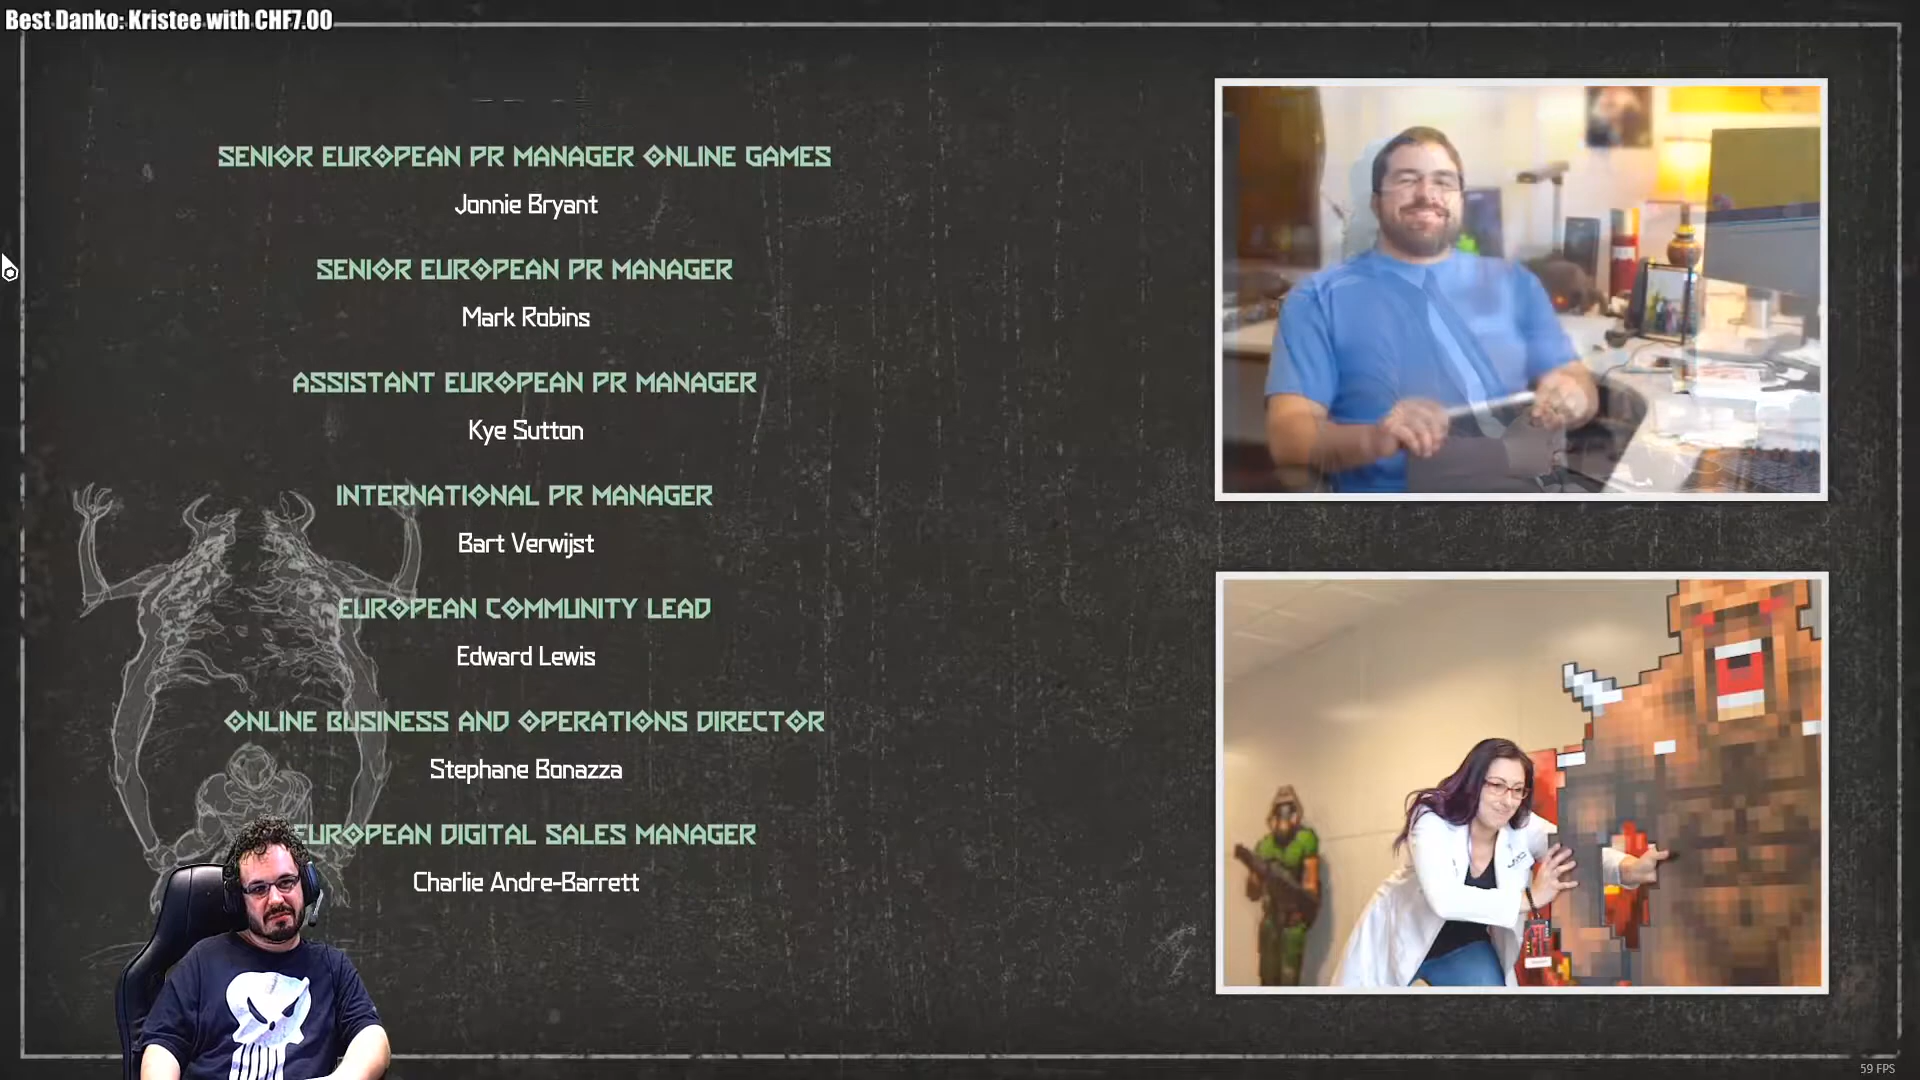 Best Danko: Kristee with CHF7.00
SENIOR EUROPEAN PR MANAGER ONLINE GAMES
Jonnie Bryant
SENIOR EUROPEAN PR MANAGER
Mark Robins
ASSISTANT EUROPEAN PR MANAGER
Kye Sutton
INTERNATIONAL PR MANAGER
Bart Verwijst
EUROPEAN COMMUNITY LEAD
Edward Lewis
ONLINE BUSINESS AND OPERATIONS DIRECTOR
Stephane Bonazza
EUROPEAN DIGITAL SALES MANAGER
Charlie Andre-Barrett
59 FPS